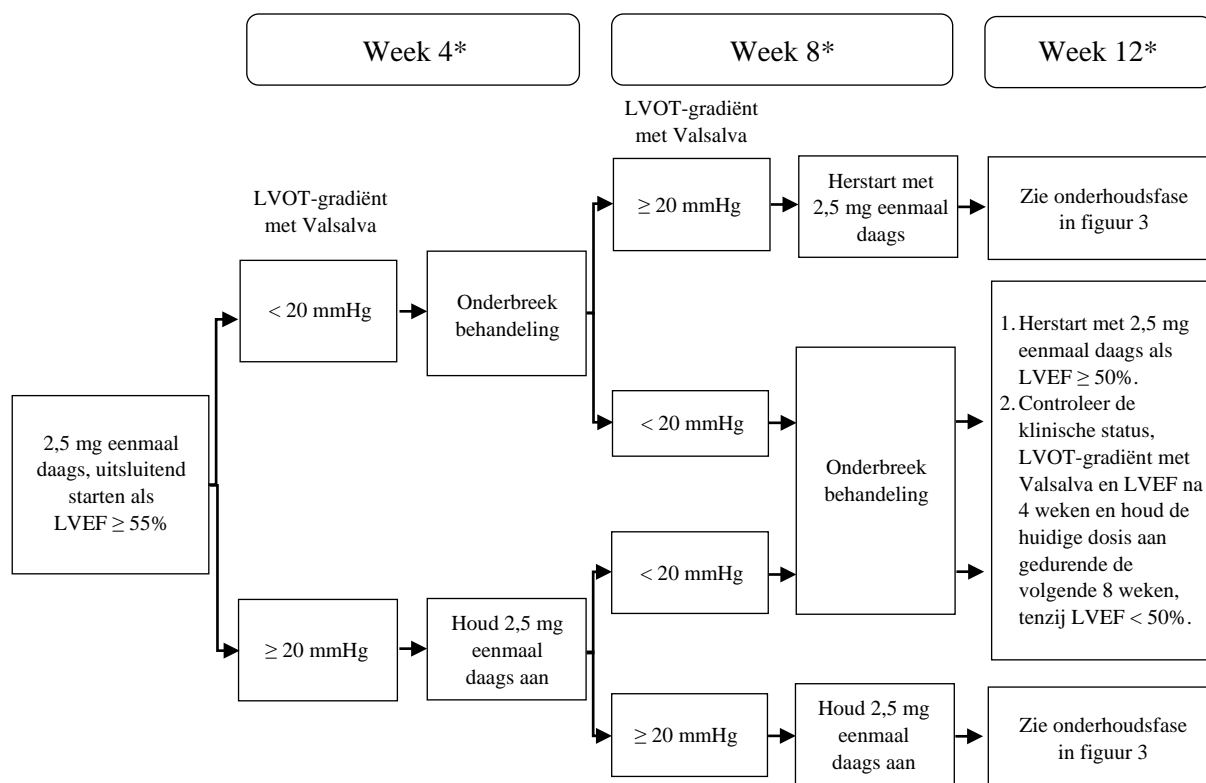 Week 4*
Week 8*
Week 12*
LVOT-gradiënt
met Valsalva
≥ 20 mmHg
Herstart met
2,5 mg eenmaal
daags
Zie onderhoudsfase
in figuur 3
LVOT-gradiënt
met Valsalva
< 20 mmHg
Onderbreek
behandeling
< 20 mmHg
Onderbreek
behandeling
1. Herstart met 2,5 mg
eenmaal daags als
LVEF ≥ 50%.
2. Controleer de
klinische status,
LVOT-gradiënt met
Valsalva en LVEF na
4 weken en houd de
huidige dosis aan
gedurende de
volgende 8 weken,
tenzij LVEF < 50%.
2,5 mg eenmaal
daags, uitsluitend
starten als
LVEF ≥ 55%
< 20 mmHg
≥ 20 mmHg
Houd 2,5 mg
eenmaal
daags aan
≥ 20 mmHg
Houd 2,5 mg
eenmaal
daags aan
Zie onderhoudsfase
in figuur 3